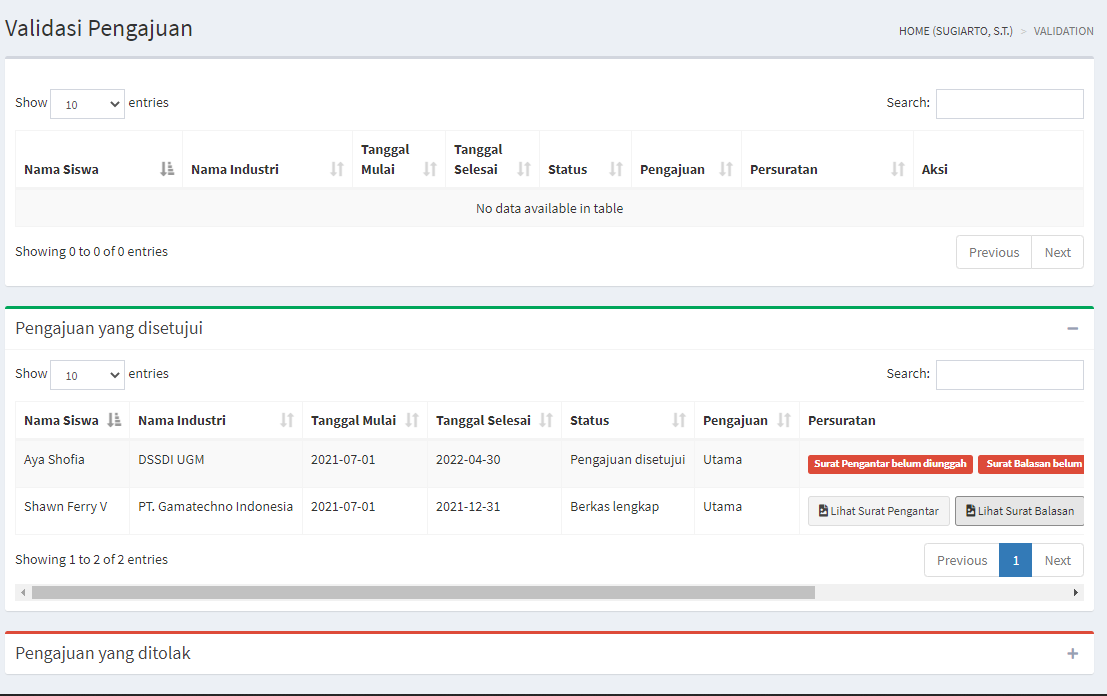 Validasi Pengajuan
HOME (SUGIARTO, S.T.) > VALIDATION
Show 10 entries
Search:
Nama Siswa Nama Industri Tanggal Mulai Tanggal Selesai Status Pengajuan Persuratan Aksi
No data available in table
Showing 0 to 0 of 0 entries
Previous Next
Pengajuan yang disetujui
Show 10 entries
Search:
Nama Siswa Nama Industri Tanggal Mulai Tanggal Selesai Status Pengajuan Persuratan
Aya Shofia DSSDI UGM 2021-07-01 2022-04-30 Pengajuan disetujui Utama Surat Pengantar belum diunggah Surat Balasan belum
Shawn Ferry V PT. Gamatechno Indonesia 2021-07-01 2021-12-31 Berkas lengkap Utama Lihat Surat Pengantar Lihat Surat Balasan
Showing 1 to 2 of 2 entries
Previous 1 Next
Pengajuan yang ditolak